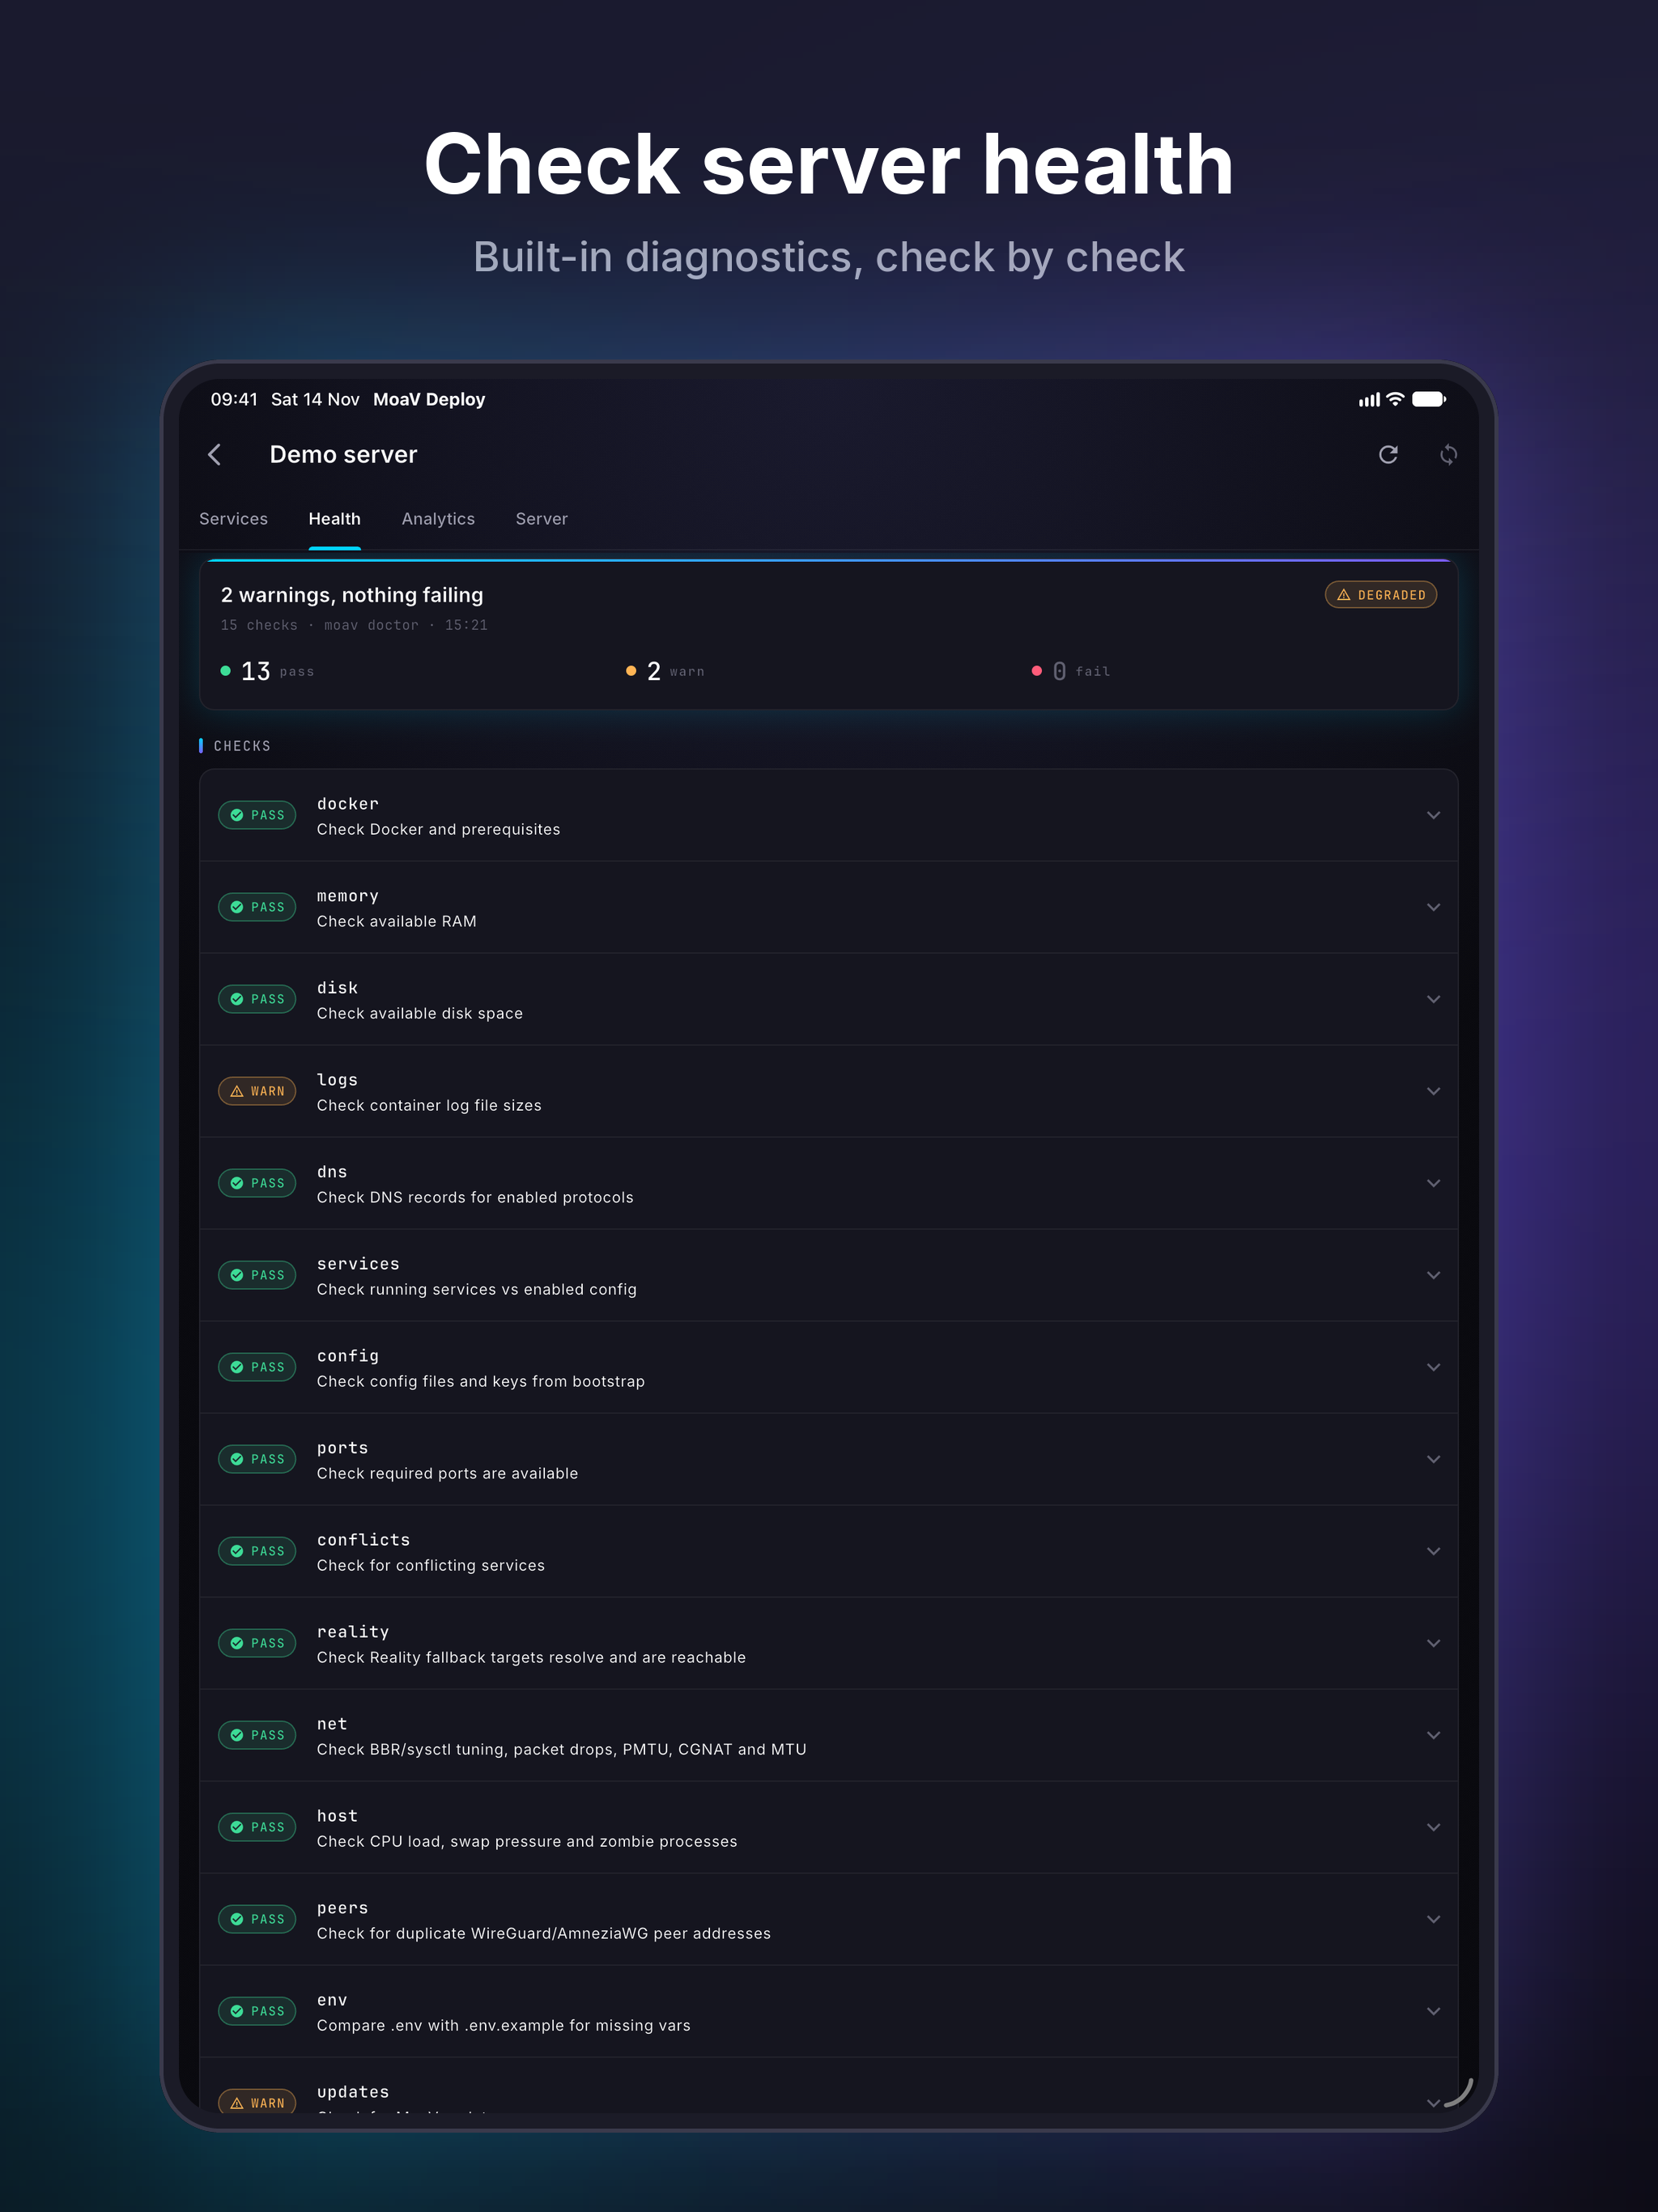 Check server health
Built-in diagnostics, check by check
09:41 Sat 14 Nov MoaV Deploy
Demo server
Services Health Analytics Server
2 warnings, nothing failing
DEGRADED
15 checks · moav doctor · 15:21
13 pass 2 warn 0 fail
CHECKS
docker
PASS
Check Docker and prerequisites
memory
PASS
Check available RAM
disk
PASS
Check available disk space
logs
WARN
Check container log file sizes
dns
PASS
Check DNS records for enabled protocols
services
PASS
Check running services vs enabled config
config
PASS
Check config files and keys from bootstrap
ports
PASS
Check required ports are available
conflicts
PASS
Check for conflicting services
reality
PASS
Check Reality fallback targets resolve and are reachable
net
PASS
Check BBR/sysctl tuning, packet drops, PMTU, CGNAT and MTU
host
PASS
Check CPU load, swap pressure and zombie processes
peers
PASS
Check for duplicate WireGuard/AmneziaWG peer addresses
env
PASS
Compare .env with .env.example for missing vars
updates
WARN